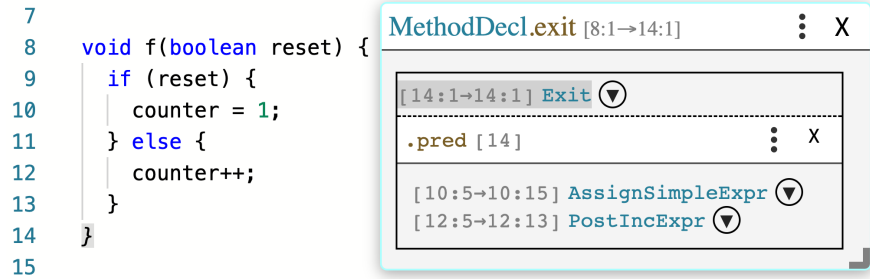 7
8 void f(boolean reset) {
9 if (reset) {
10 counter = 1;
11 } else {
12 counter++;
13 }
14 }
15
MethodDecl.exit [8:1→14:1] ⋮ X
[14:1→14:1] Exit ▼
.pred [14] ⋮ X
[10:5→10:15] AssignSimpleExpr ▼
[12:5→12:13] PostIncExpr ▼